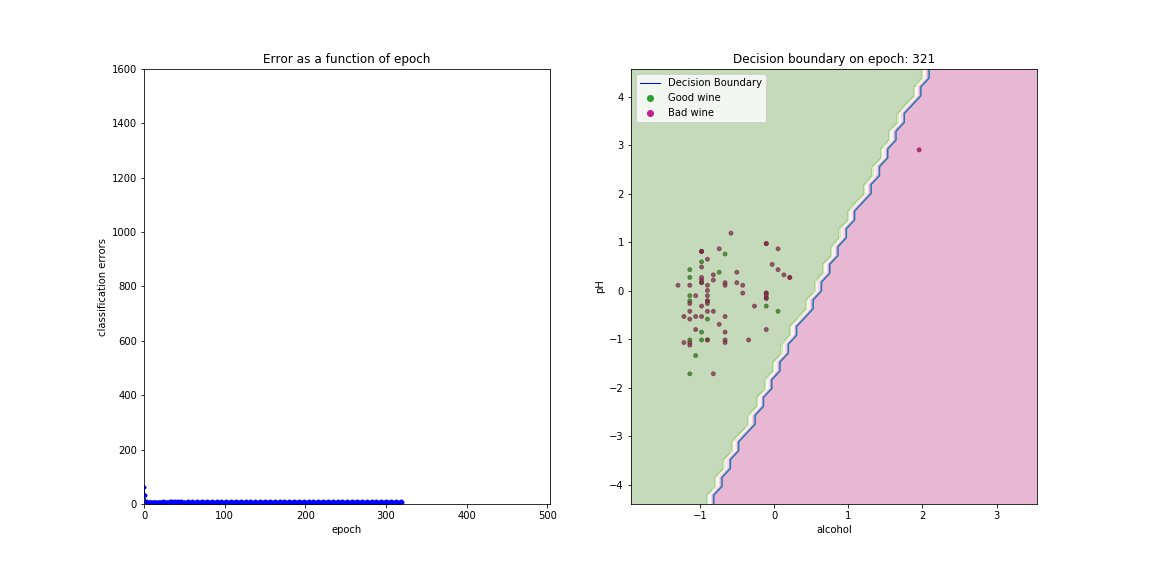 Error as a function of epoch
1600
1400
1200
1000
800
600
400
200
0
0 100 200 300 400 500
epoch
classification errors
Decision boundary on epoch: 321
Decision Boundary
Good wine
Bad wine
4
3
2
1
0
−1
−2
−3
−4
−1 0 1 2 3
alcohol
pH